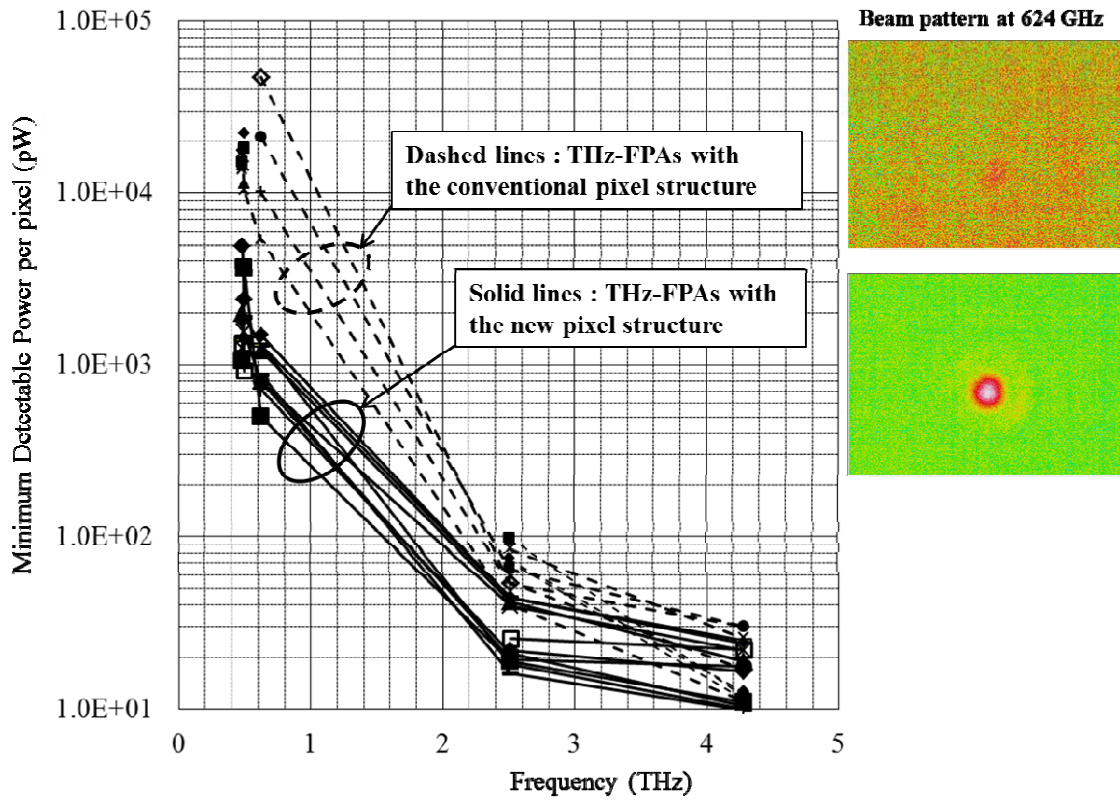 Beam pattern at 624 GHz
Minimum Detectable Power per pixel (pW)
1.0E+05
1.0E+04
1.0E+03
1.0E+02
1.0E+01
Dashed lines : THz-FPAs with
the conventional pixel structure
Solid lines : THz-FPAs with
the new pixel structure
0 1 2 3 4 5
Frequency (THz)